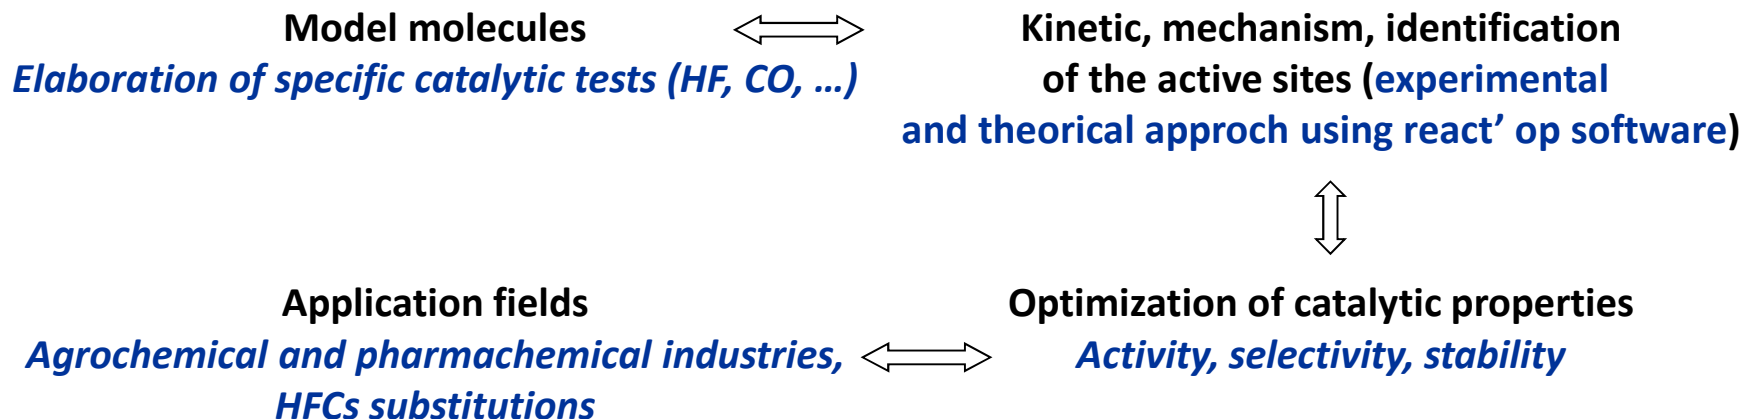 Model molecules
Elaboration of specific catalytic tests (HF, CO, …)
Kinetic, mechanism, identification
of the active sites (experimental
and theorical approch using react’ op software)
Application fields
Agrochemical and pharmachemical industries,
HFCs substitutions
Optimization of catalytic properties
Activity, selectivity, stability